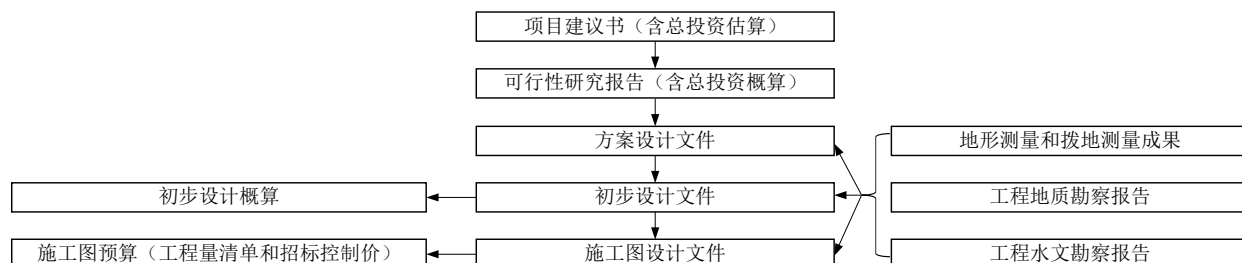 项目建议书（含总投资估算）
可行性研究报告（含总投资概算）
方案设计文件
地形测量和拨地测量成果
初步设计概算
初步设计文件
工程地质勘察报告
施工图预算（工程量清单和招标控制价）
施工图设计文件
工程水文勘察报告